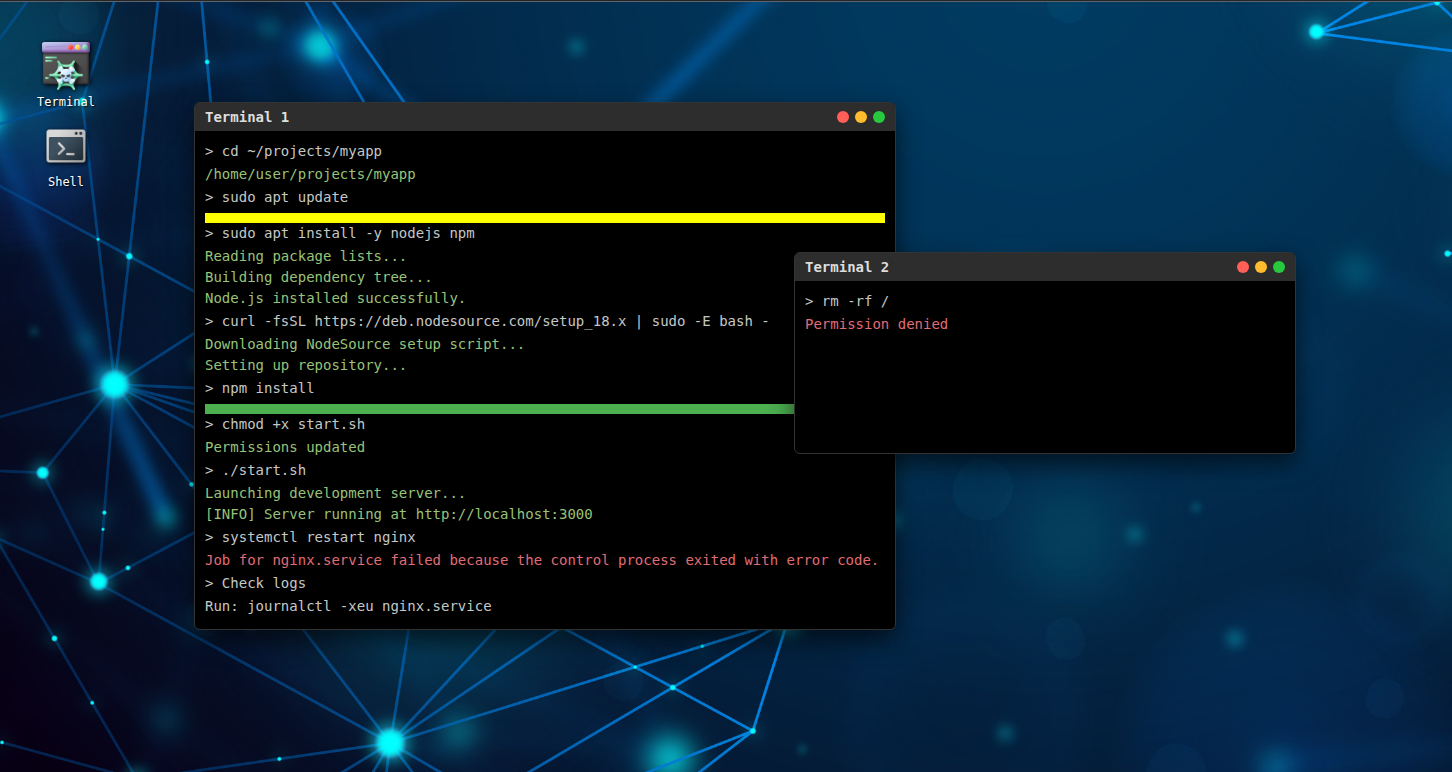 Terminal
Shell
Terminal 1
> cd ~/projects/myapp
/home/user/projects/myapp
> sudo apt update
> sudo apt install -y nodejs npm
Reading package lists...
Building dependency tree...
Node.js installed successfully.
> curl -fsSL https://deb.nodesource.com/setup_18.x | sudo -E bash -
Downloading NodeSource setup script...
Setting up repository...
> npm install
> chmod +x start.sh
Permissions updated
> ./start.sh
Launching development server...
[INFO] Server running at http://localhost:3000
> systemctl restart nginx
Job for nginx.service failed because the control process exited with error code.
> Check logs
Run: journalctl -xeu nginx.service
Terminal 2
> rm -rf /
Permission denied